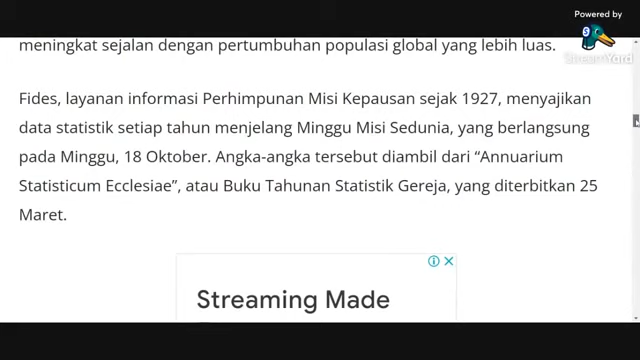 Powered by
StreamYard
meningkat sejalan dengan pertumbuhan populasi global yang lebih luas.
Fides, layanan informasi Perhimpunan Misi Kepausan sejak 1927, menyajikan
data statistik setiap tahun menjelang Minggu Misi Sedunia, yang berlangsung
pada Minggu, 18 Oktober. Angka-angka tersebut diambil dari “Annuarium
Statisticum Ecclesiae”, atau Buku Tahunan Statistik Gereja, yang diterbitkan 25
Maret.
Streaming Made